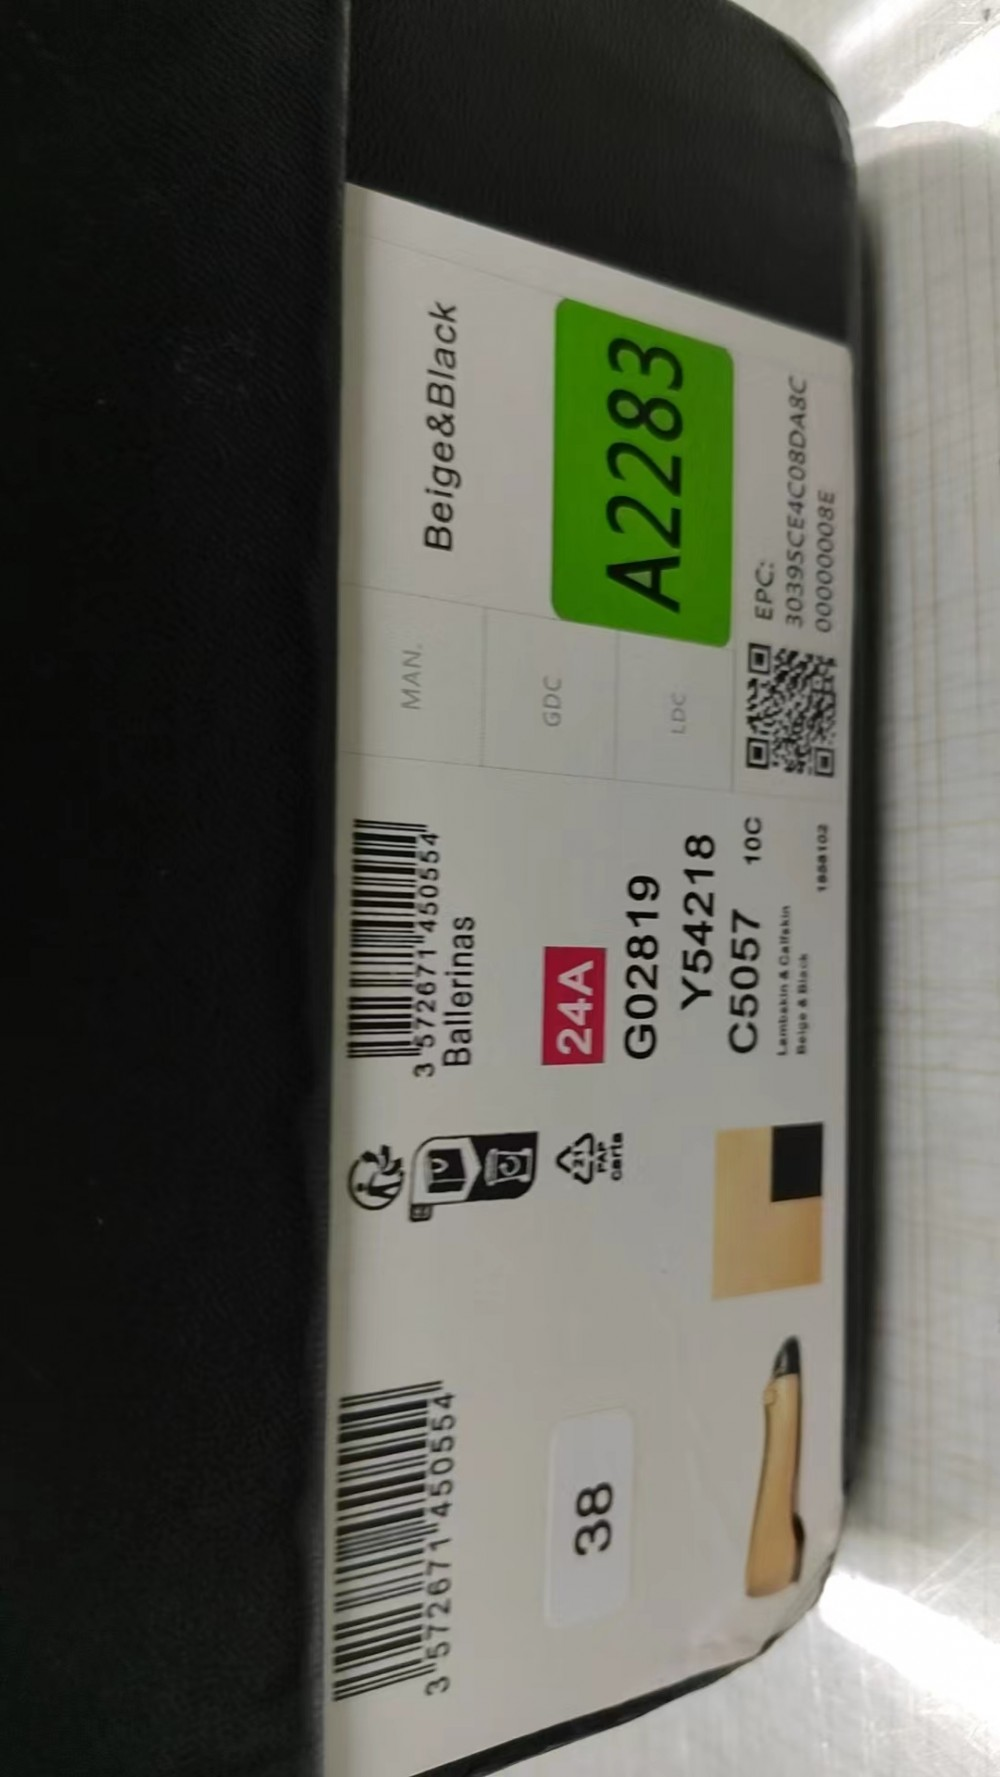 3 572671 450554
38
21
PAP
carta
3 572671 450554
Ballerinas
24A
G02819
Y54218
C5057 10C
Lambskin & Calfskin
Beige & Black
MAN.
Beige&Black
GDC
LDC
A2283
EPC:
30395CE4C08DA8C
00000008E